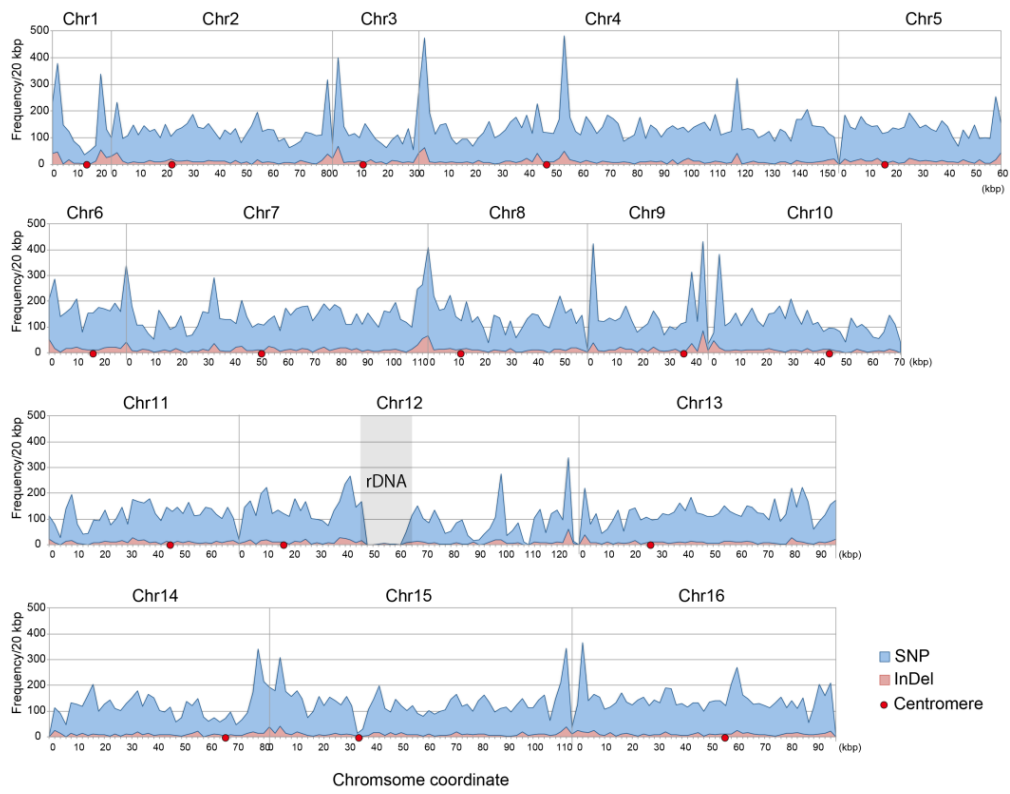 Chr1 Chr2 Chr3 Chr4 Chr5
Frequency/20 kbp
500
400
300
200
100
0
0 10 20 0 10 20 30 40 50 60 70 800 10 20 300 10 20 30 40 50 60 70 80 90 100 110 120 130 140 150 0 10 20 30 40 50 60
(kbp)
Chr6 Chr7 Chr8 Chr9 Chr10
Frequency/20 kbp
500
400
300
200
100
0
0 10 20 0 10 20 30 40 50 60 70 80 90 100 1100 10 20 30 40 50 0 10 20 30 40 0 10 20 30 40 50 60 70 (kbp)
Chr11 Chr12 Chr13
Frequency/20 kbp
500
400
300
200
100
0
rDNA
0 10 20 30 40 50 60 0 10 20 30 40 50 60 70 80 90 100 110 120 0 10 20 30 40 50 60 70 80 90 (kbp)
Chr14 Chr15 Chr16
Frequency/20 kbp
500
400
300
200
100
0
0 10 20 30 40 50 60 70 80 0 10 20 30 40 50 60 70 80 90 100 110 0 10 20 30 40 50 60 70 80 90 (kbp)
SNP
InDel
Centromere
Chromsome coordinate